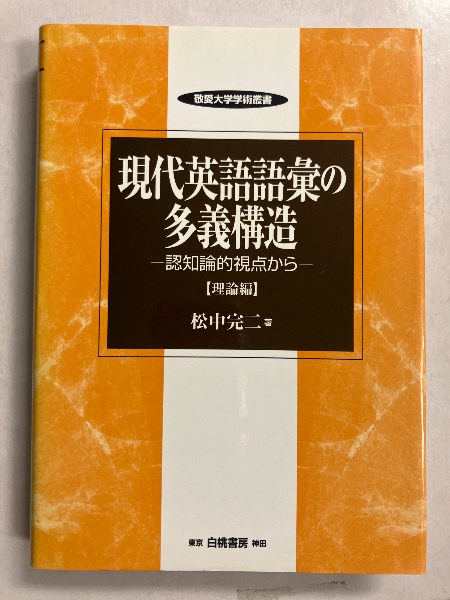 敬愛大学学術叢書
現代英語語彙の
多義構造
―認知論的視点から―
【理論編】
松中完二 著
東京 白桃書房 神田